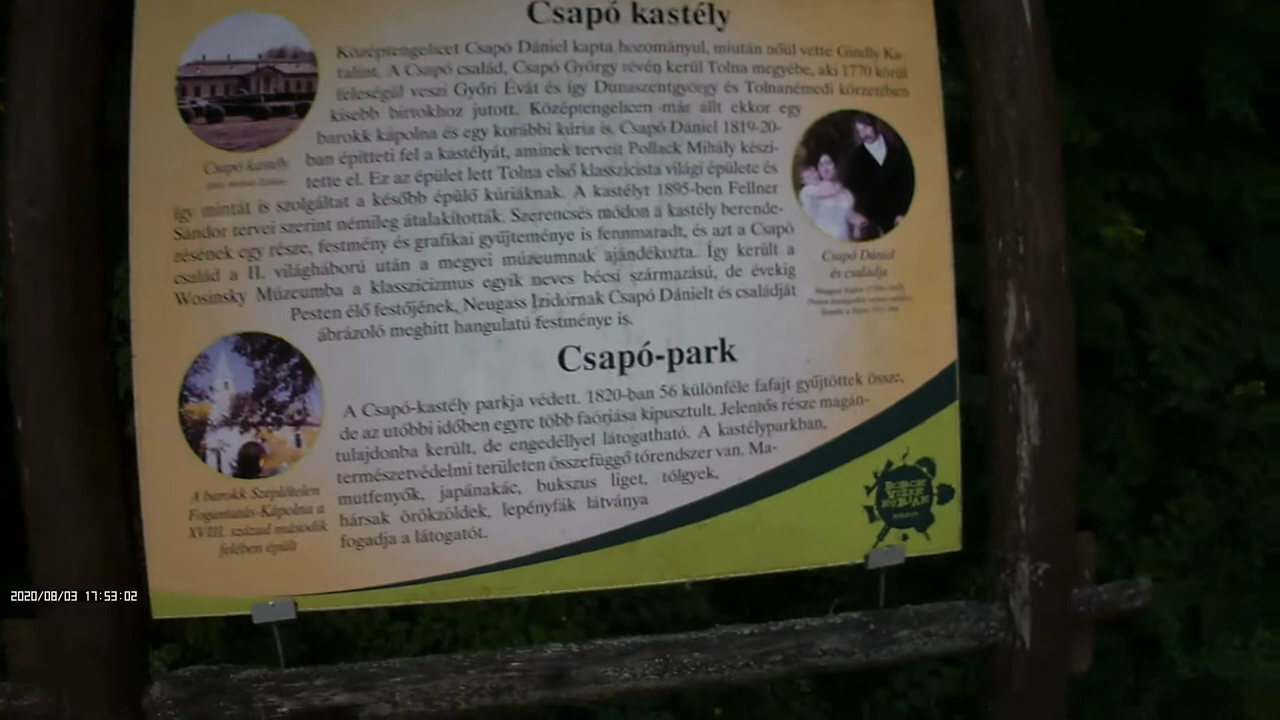 Csapó kastély
Középtengelicet Csapó Dániel kapta hozományul, miután nőül vette Gindly Ka-
talint. A Csapó család, Csapó György révén kerül Tolna megyébe, aki 1770 körül
feleségül veszi Győri Évát és így Dunaszentgyörgy és Tolnanémedi körzetében
kisebb birtokhoz jutott. Középtengelicen már állt ekkor egy
barokk kápolna és egy korábbi kúria is. Csapó Dániel 1819-20-
ban építteti fel a kastélyát, aminek terveit Pollack Mihály készí-
tette el. Ez az épület lett Tolna első klasszicista világi épülete és
így mintát is szolgáltat a később épülő kúriáknak. A kastélyt 1895-ben Fellner
Sándor tervei szerint némileg átalakították. Szerencsés módon a kastély berende-
zésének egy része, festmény és grafikai gyűjteménye is fennmaradt, és azt a Csapó
család a II. világháború után a megyei múzeumnak ajándékozta. Így került a
Wosinsky Múzeumba a klasszicizmus egyik neves bécsi származású, de évekig
Pesten élő festőjének, Neugass Izidornak Csapó Dánielt és családját
ábrázoló meghitt hangulatú festménye is.
Csapó kastély
Csapó Dániel
és családja
Csapó-park
A Csapó-kastély parkja védett. 1820-ban 56 különféle fafajt gyűjtöttek össze,
de az utóbbi időben egyre több faóriása kipusztult. Jelentős része magán-
tulajdonba került, de engedéllyel látogatható. A kastélyparkban,
természetvédelmi területen összefüggő tórendszer van. Ma-
mutfenyők, japánakác, bukszus liget, tölgyek,
hársak örökzöldek, lepényfák látványa
fogadja a látogatót.
A barokk Szeplőtelen
Fogantatás-Kápolna a
XVIII. század második
felében épült
2020/08/03 17:53:02